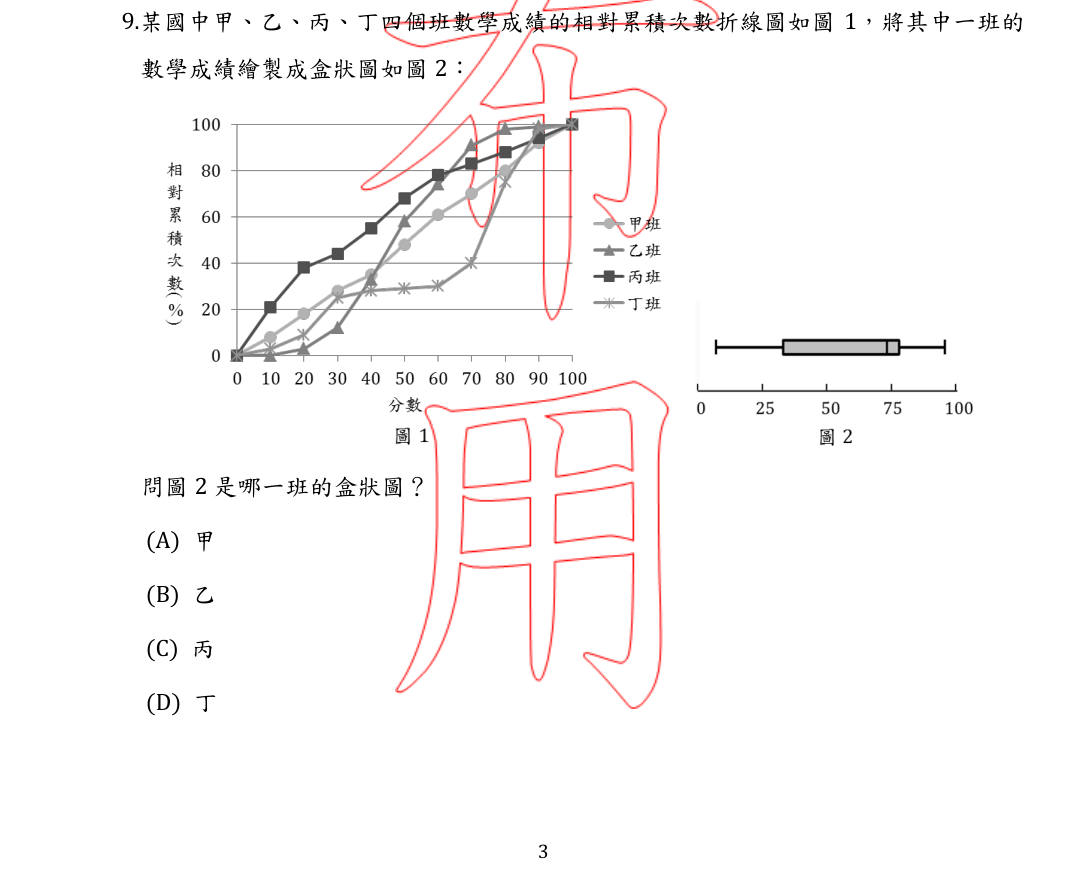 9.某國中甲、乙、丙、丁四個班數學成績的相對累積次數折線圖如圖 1，將其中一班的
數學成績繪製成盒狀圖如圖 2：
相對累積次數(%)
100
80
60
40
20
0
0 10 20 30 40 50 60 70 80 90 100
分數
圖 1
甲班
乙班
丙班
丁班
0 25 50 75 100
圖 2
問圖 2 是哪一班的盒狀圖？
(A) 甲
(B) 乙
(C) 丙
(D) 丁
布
用
3